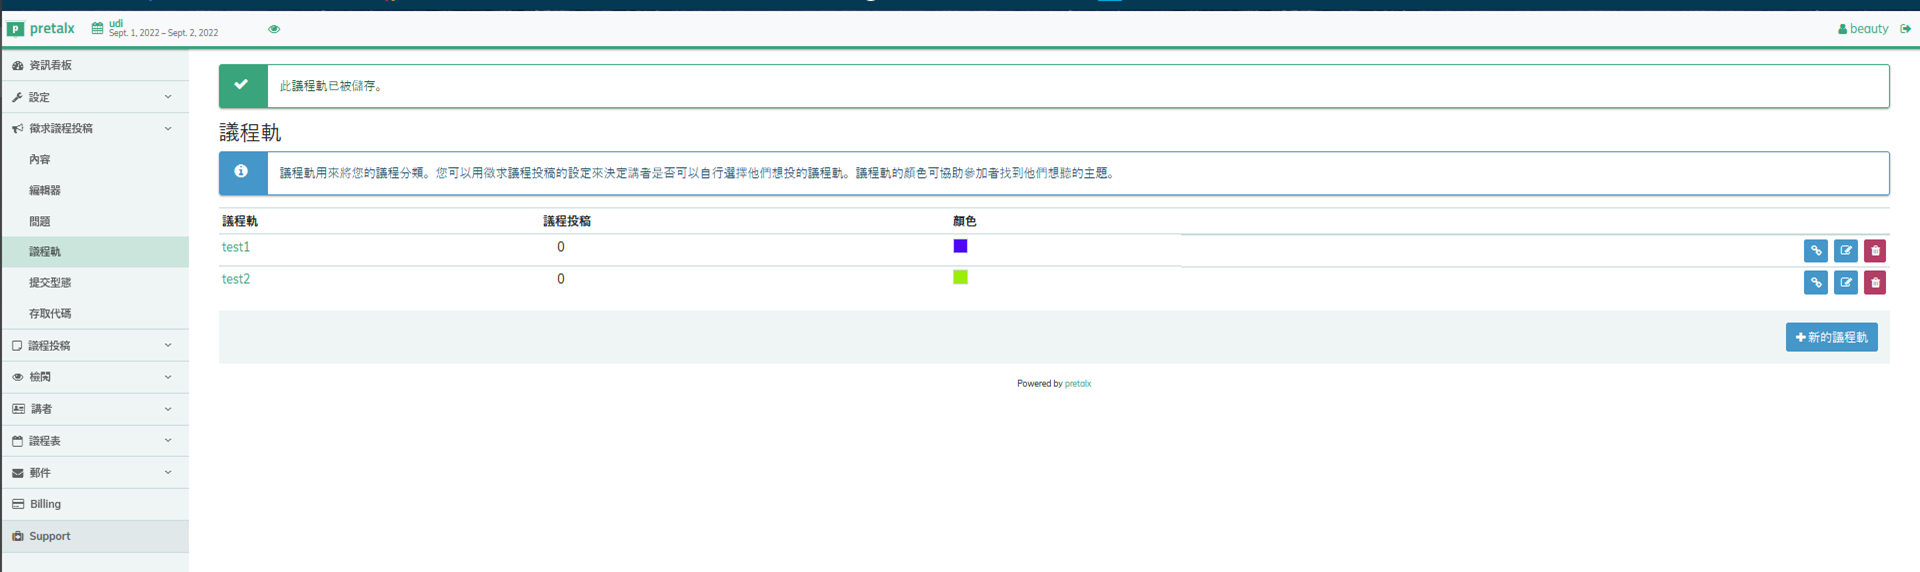 pretalx
udi
Sept. 1, 2022 – Sept. 2, 2022
beauty
資訊看板
設定
徵求議程投稿
內容
編輯器
問題
議程軌
提交型態
存取代碼
議程投稿
檢閱
講者
議程表
郵件
Billing
Support
此議程軌已被儲存。
議程軌
議程軌用來將您的議程分類。您可以用徵求議程投稿的設定來決定講者是否可以自行選擇他們想投的議程軌。議程軌的顏色可協助參加者找到他們想聽的主題。
議程軌 議程投稿 顏色
test1 0
test2 0
新的議程軌
Powered by pretalx